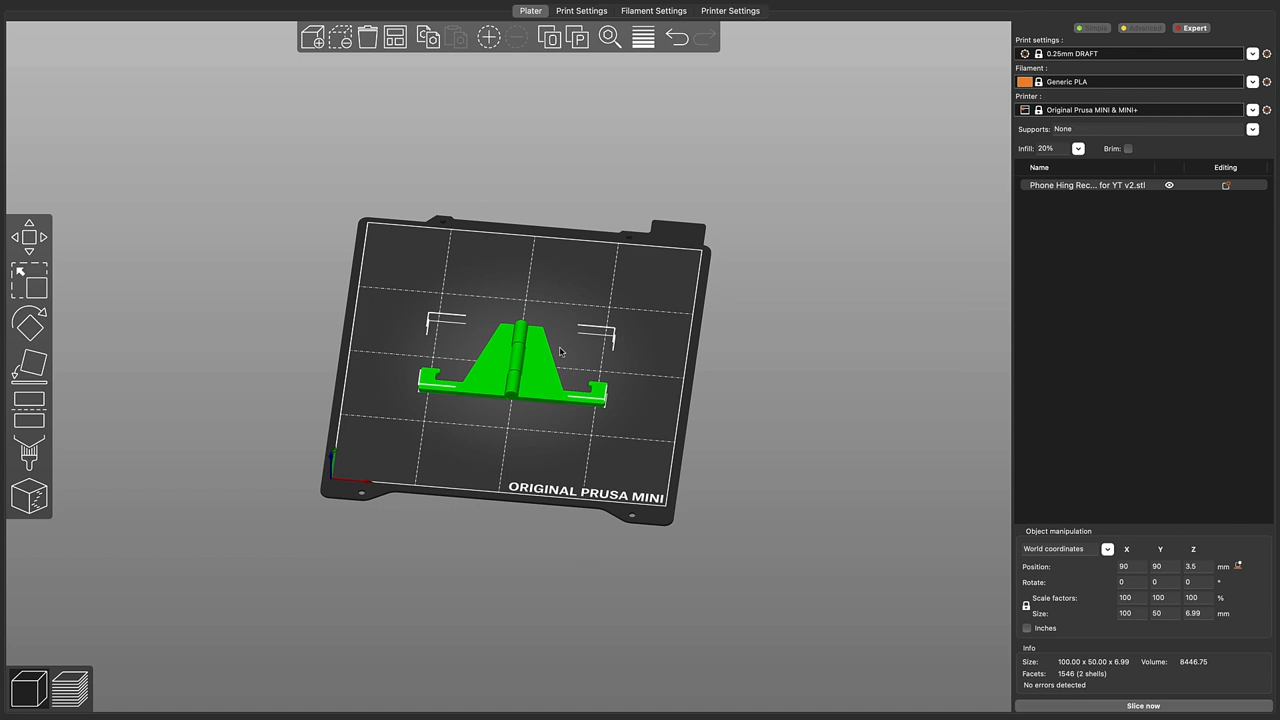 Plater Print Settings Filament Settings Printer Settings
Simple Advanced Expert
Print settings :
0.25mm DRAFT
Filament :
Generic PLA
Printer :
Original Prusa MINI & MINI+
Supports: None
Infill: 20% Brim:
Name Editing
Phone Hing Rec... for YT v2.stl
ORIGINAL PRUSA MINI
Object manipulation
World coordinates X Y Z
Position: 90 90 3.5 mm
Rotate: 0 0 0 °
Scale factors: 100 100 100 %
Size: 100 50 6.99 mm
Inches
Info
Size: 100.00 x 50.00 x 6.99 Volume: 8446.75
Facets: 1546 (2 shells)
No errors detected
Slice now